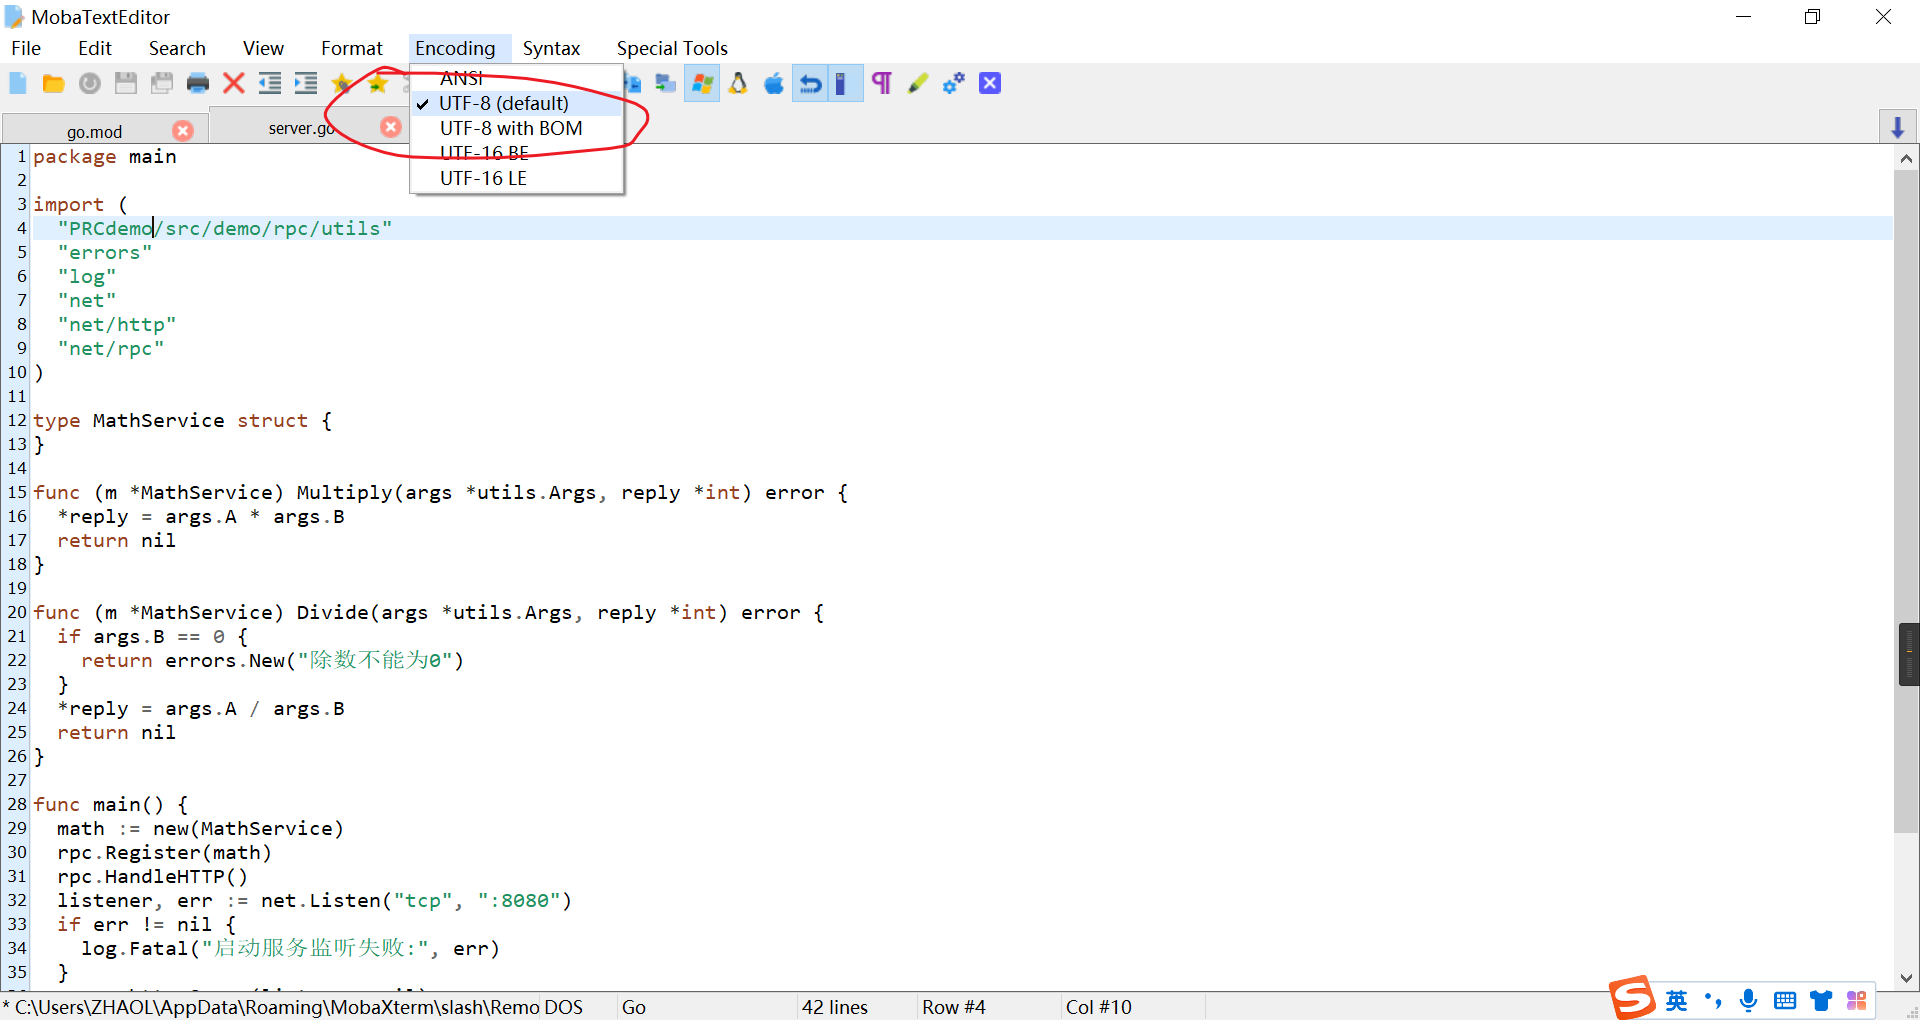 MobaTextEditor
File Edit Search View Format Encoding Syntax Special Tools
ANSI
UTF-8 (default)
UTF-8 with BOM
UTF-16 BE
UTF-16 LE
go.mod server.go
1 package main
2
3 import (
4 "PRCdemo/src/demo/rpc/utils"
5 "errors"
6 "log"
7 "net"
8 "net/http"
9 "net/rpc"
10 )
11
12 type MathService struct {
13 }
14
15 func (m *MathService) Multiply(args *utils.Args, reply *int) error {
16 *reply = args.A * args.B
17 return nil
18 }
19
20 func (m *MathService) Divide(args *utils.Args, reply *int) error {
21 if args.B == 0 {
22 return errors.New("除数不能为0")
23 }
24 *reply = args.A / args.B
25 return nil
26 }
27
28 func main() {
29 math := new(MathService)
30 rpc.Register(math)
31 rpc.HandleHTTP()
32 listener, err := net.Listen("tcp", ":8080")
33 if err != nil {
34 log.Fatal("启动服务监听失败:", err)
35 }
* C:\Users\ZHAOL\AppData\Roaming\MobaXterm\slash\Remo DOS Go 42 lines Row #4 Col #10
S 英